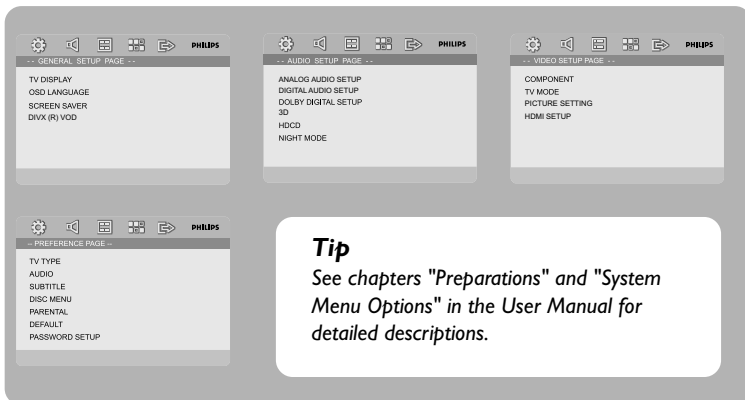 PHILIPS
-- GENERAL SETUP PAGE --
TV DISPLAY
OSD LANGUAGE
SCREEN SAVER
DIVX (R) VOD
PHILIPS
-- AUDIO SETUP PAGE --
ANALOG AUDIO SETUP
DIGITAL AUDIO SETUP
DOLBY DIGITAL SETUP
3D
HDCD
NIGHT MODE
PHILIPS
-- VIDEO SETUP PAGE --
COMPONENT
TV MODE
PICTURE SETTING
HDMI SETUP
PHILIPS
-- PREFERENCE PAGE --
TV TYPE
AUDIO
SUBTITLE
DISC MENU
PARENTAL
DEFAULT
PASSWORD SETUP
Tip
See chapters "Preparations" and "System
Menu Options" in the User Manual for
detailed descriptions.